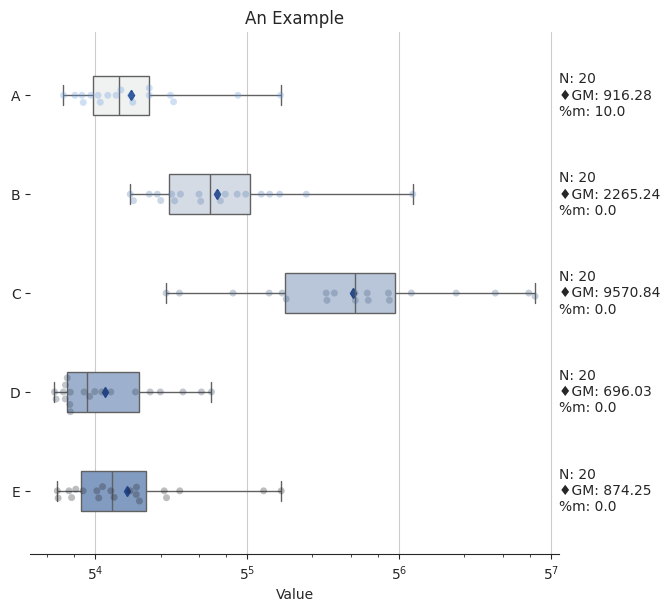 An Example
A
N: 20
♦GM: 916.28
%m: 10.0
B
N: 20
♦GM: 2265.24
%m: 0.0
C
N: 20
♦GM: 9570.84
%m: 0.0
D
N: 20
♦GM: 696.03
%m: 0.0
E
N: 20
♦GM: 874.25
%m: 0.0
5⁴ 5⁵ 5⁶ 5⁷
Value